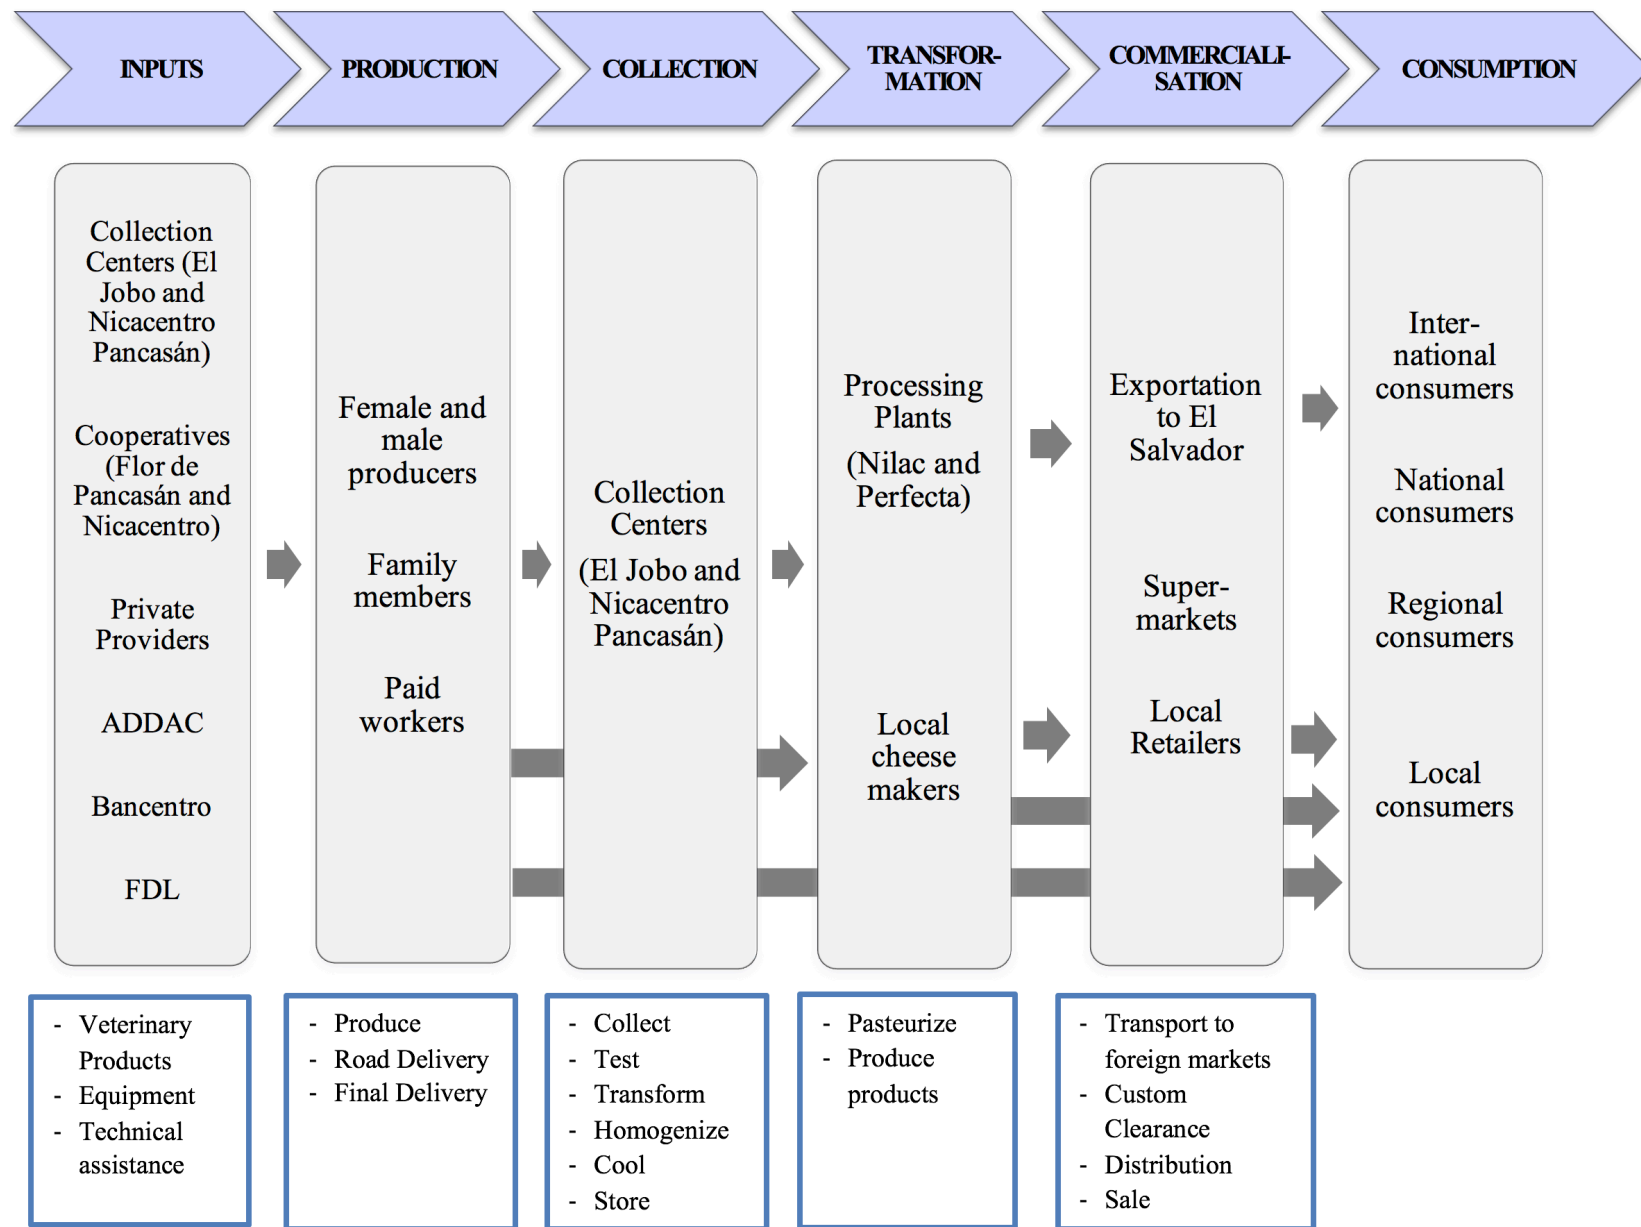 INPUTS
PRODUCTION
COLLECTION
TRANSFOR-
MATION
COMMERCIALI-
SATION
CONSUMPTION
Collection
Centers (El
Jobo and
Nicacentro
Pancasán)
Cooperatives
(Flor de
Pancasán and
Nicacentro)
Private
Providers
ADDAC
Bancentro
FDL
Female and
male
producers
Family
members
Paid
workers
Collection
Centers
(El Jobo and
Nicacentro
Pancasán)
Processing
Plants
(Nilac and
Perfecta)
Local
cheese
makers
Exportation
to El
Salvador
Super-
markets
Local
Retailers
Inter-
national
consumers
National
consumers
Regional
consumers
Local
consumers
- Veterinary
Products
- Equipment
- Technical
assistance
- Produce
- Road Delivery
- Final Delivery
- Collect
- Test
- Transform
- Homogenize
- Cool
- Store
- Pasteurize
- Produce
products
- Transport to
foreign markets
- Custom
Clearance
- Distribution
- Sale